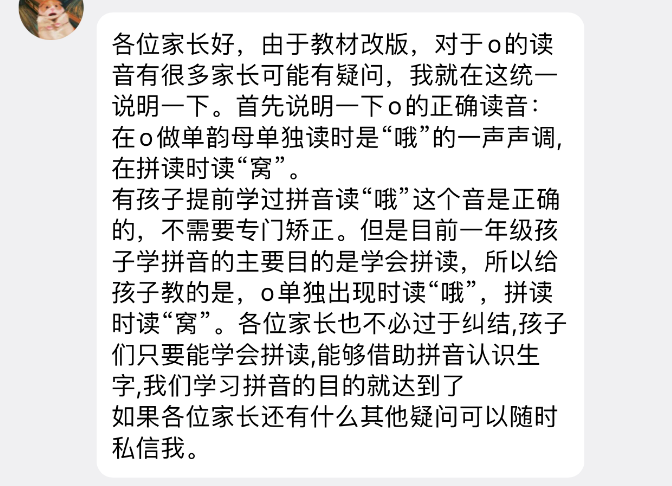 各位家长好，由于教材改版，对于o的读
音有很多家长可能有疑问，我就在这统一
说明一下。首先说明一下o的正确读音：
在o做单韵母单独读时是“哦”的一声声调,
在拼读时读“窝”。
有孩子提前学过拼音读“哦”这个音是正确
的，不需要专门矫正。但是目前一年级孩
子学拼音的主要目的是学会拼读，所以给
孩子教的是，o单独出现时读“哦”，拼读
时读“窝”。各位家长也不必过于纠结,孩子
们只要能学会拼读,能够借助拼音认识生
字,我们学习拼音的目的就达到了
如果各位家长还有什么其他疑问可以随时
私信我。